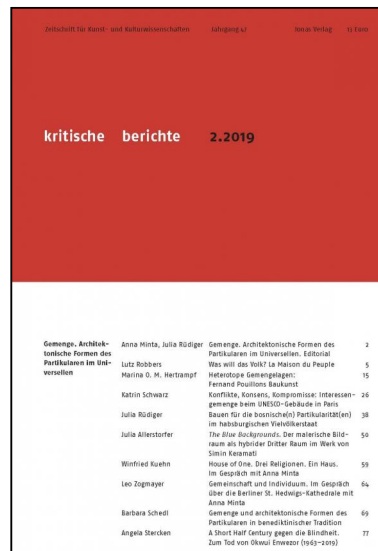 Zeitschrift für Kunst- und Kulturwissenschaften Jahrgang 47 Jonas Verlag 13 Euro
kritische berichte 2.2019
Gemenge. Architek-
tonische Formen des
Partikularen im Uni-
versellen
Anna Minta, Julia Rüdiger Gemenge. Architektonische Formen des 2
Partikularen im Universellen. Editorial
Lutz Robbers Was will das Volk? La Maison du Peuple 5
Marina O. M. Hertrampf Heterotope Gemengelagen: 15
Fernand Pouillons Baukunst
Katrin Schwarz Konflikte, Konsens, Kompromisse: Interessen- 26
gemenge beim UNESCO-Gebäude in Paris
Julia Rüdiger Bauen für die bosnische(n) Partikularität(en) 38
im habsburgischen Vielvölkerstaat
Julia Allerstorfer The Blue Backgrounds. Der malerische Bild- 50
raum als hybrider Dritter Raum im Werk von
Simin Keramati
Winfried Kuehn House of One. Drei Religionen. Ein Haus. 59
Im Gespräch mit Anna Minta
Leo Zogmayer Gemeinschaft und Individuum. Im Gespräch 64
über die Berliner St. Hedwigs-Kathedrale mit
Anna Minta
Barbara Schedl Gemenge und architektonische Formen des 69
Partikularen in benediktinischer Tradition
Angela Stercken A Short Half Century gegen die Blindheit. 77
Zum Tod von Okwui Enwezor (1963–2019)